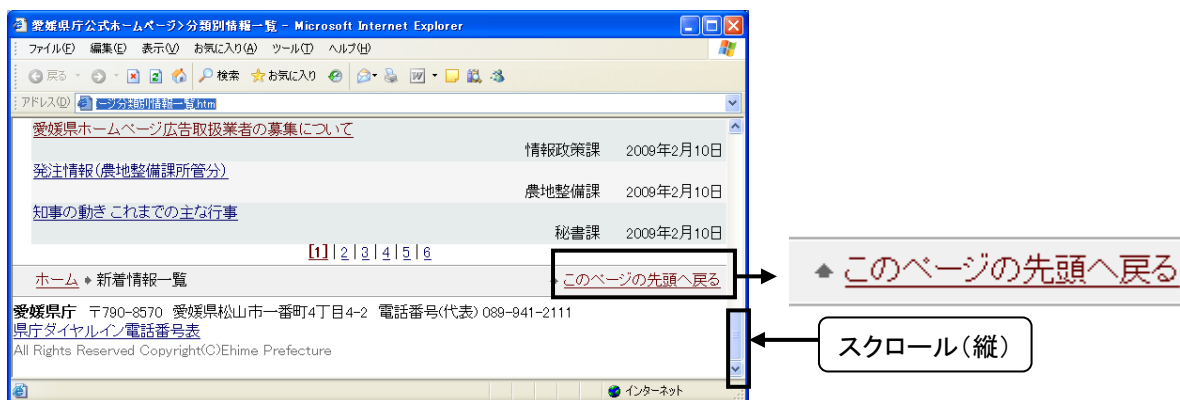 愛媛県庁公式ホームページ>分類別情報一覧 - Microsoft Internet Explorer
ファイル(F) 編集(E) 表示(V) お気に入り(A) ツール(T) ヘルプ(H)
戻る 検索 お気に入り
アドレス(D) ージ分類別情報一覧.htm
愛媛県ホームページ広告取扱業者の募集について
情報政策課 2009年2月10日
発注情報(農地整備課所管分)
農地整備課 2009年2月10日
知事の動き これまでの主な行事
秘書課 2009年2月10日
[1] | 2 | 3 | 4 | 5 | 6
ホーム ♦ 新着情報一覧 このページの先頭へ戻る
このページの先頭へ戻る
愛媛県庁 〒790-8570 愛媛県松山市一番町4丁目4-2 電話番号(代表) 089-941-2111
県庁ダイヤルイン電話番号表
All Rights Reserved Copyright(C)Ehime Prefecture
スクロール(縦)
インターネット